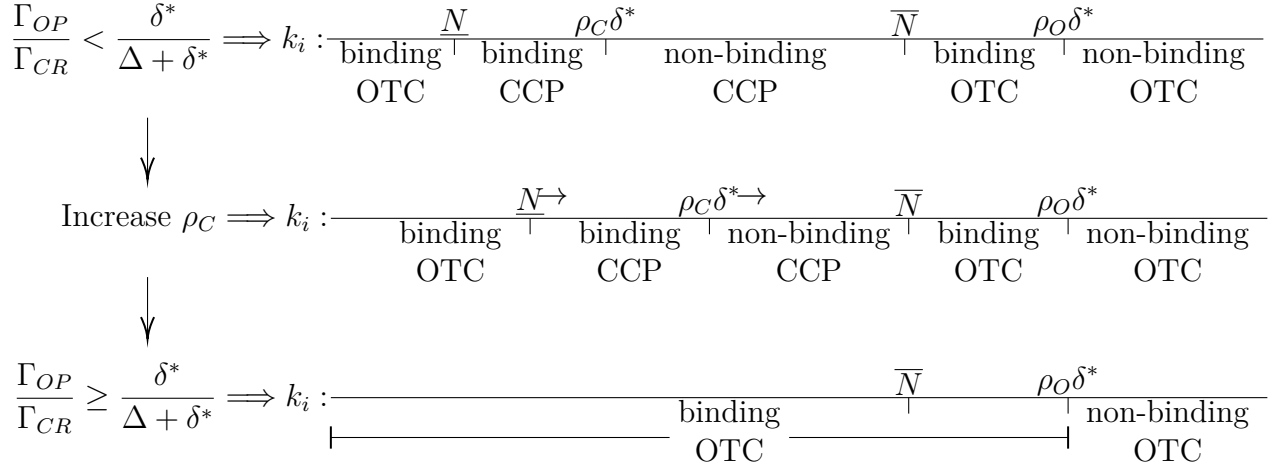 Γ_OP / Γ_CR < δ* / (Δ + δ*) ⟹ k_i : N̲ ρ_Cδ* N̅ ρ_Oδ*
binding binding non-binding binding non-binding
OTC CCP CCP OTC OTC
Increase ρ_C ⟹ k_i : N̲→ ρ_Cδ*→ N̅ ρ_Oδ*
binding binding non-binding binding non-binding
OTC CCP CCP OTC OTC
Γ_OP / Γ_CR ≥ δ* / (Δ + δ*) ⟹ k_i : N̅ ρ_Oδ*
binding non-binding
OTC OTC